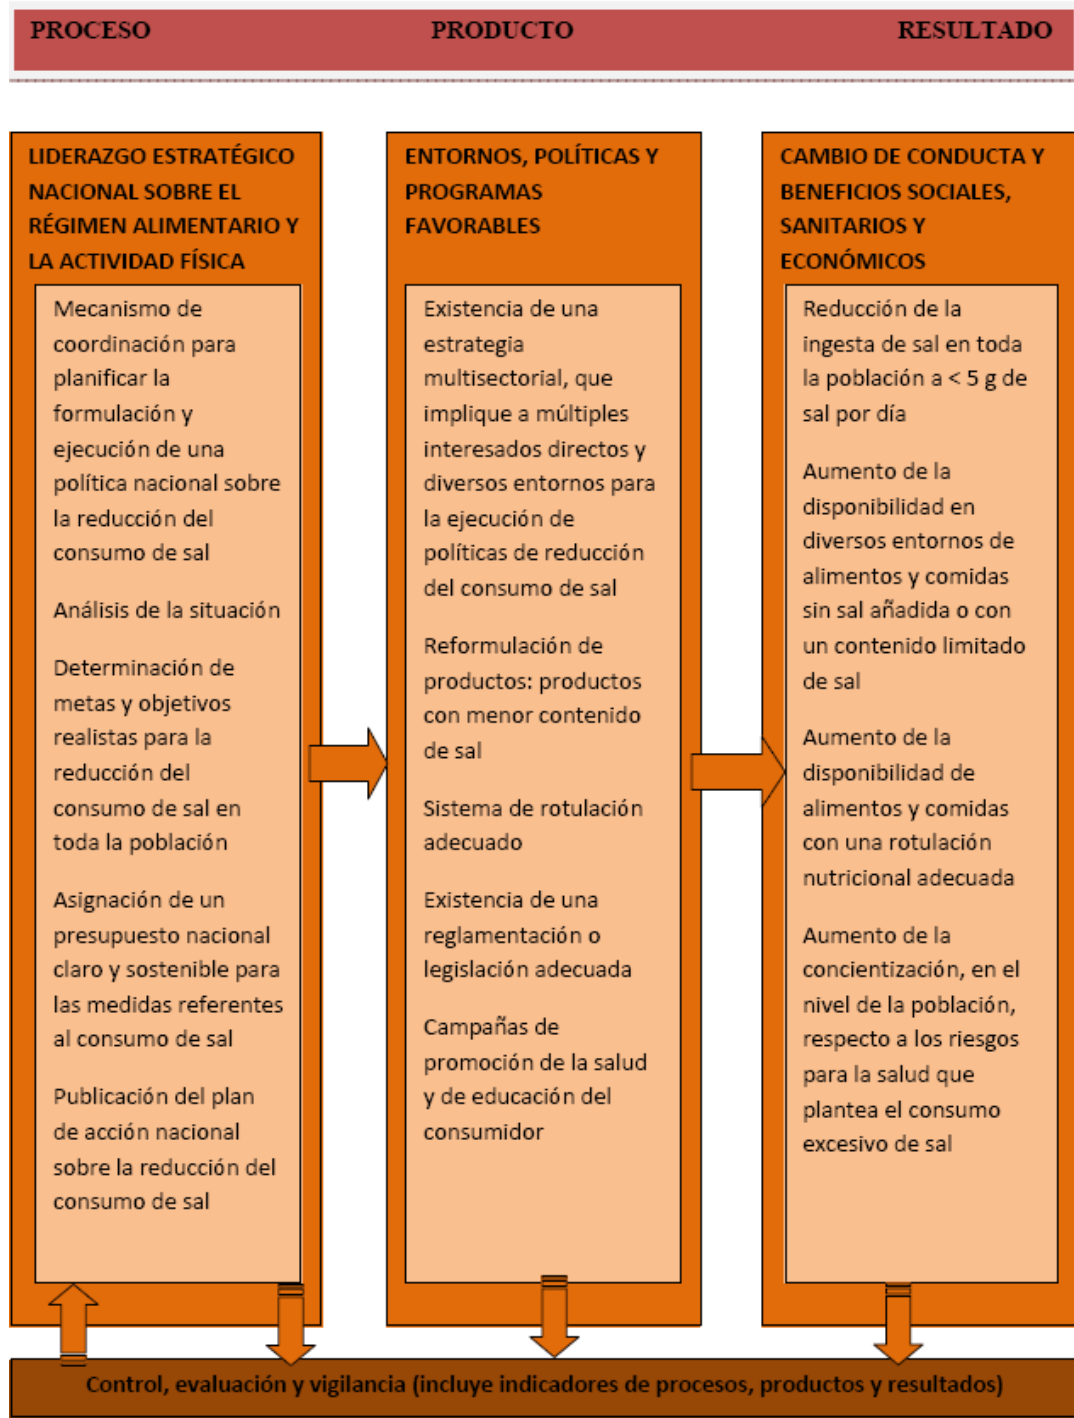 PROCESO PRODUCTO RESULTADO
LIDERAZGO ESTRATÉGICO
NACIONAL SOBRE EL
RÉGIMEN ALIMENTARIO Y
LA ACTIVIDAD FÍSICA
Mecanismo de
coordinación para
planificar la
formulación y
ejecución de una
política nacional sobre
la reducción del
consumo de sal
Análisis de la situación
Determinación de
metas y objetivos
realistas para la
reducción del
consumo de sal en
toda la población
Asignación de un
presupuesto nacional
claro y sostenible para
las medidas referentes
al consumo de sal
Publicación del plan
de acción nacional
sobre la reducción del
consumo de sal
ENTORNOS, POLÍTICAS Y
PROGRAMAS
FAVORABLES
Existencia de una
estrategia
multisectorial, que
implique a múltiples
interesados directos y
diversos entornos para
la ejecución de
políticas de reducción
del consumo de sal
Reformulación de
productos: productos
con menor contenido
de sal
Sistema de rotulación
adecuado
Existencia de una
reglamentación o
legislación adecuada
Campañas de
promoción de la salud
y de educación del
consumidor
CAMBIO DE CONDUCTA Y
BENEFICIOS SOCIALES,
SANITARIOS Y
ECONÓMICOS
Reducción de la
ingesta de sal en toda
la población a < 5 g de
sal por día
Aumento de la
disponibilidad en
diversos entornos de
alimentos y comidas
sin sal añadida o con
un contenido limitado
de sal
Aumento de la
disponibilidad de
alimentos y comidas
con una rotulación
nutricional adecuada
Aumento de la
concientización, en el
nivel de la población,
respecto a los riesgos
para la salud que
plantea el consumo
excesivo de sal
Control, evaluación y vigilancia (incluye indicadores de procesos, productos y resultados)